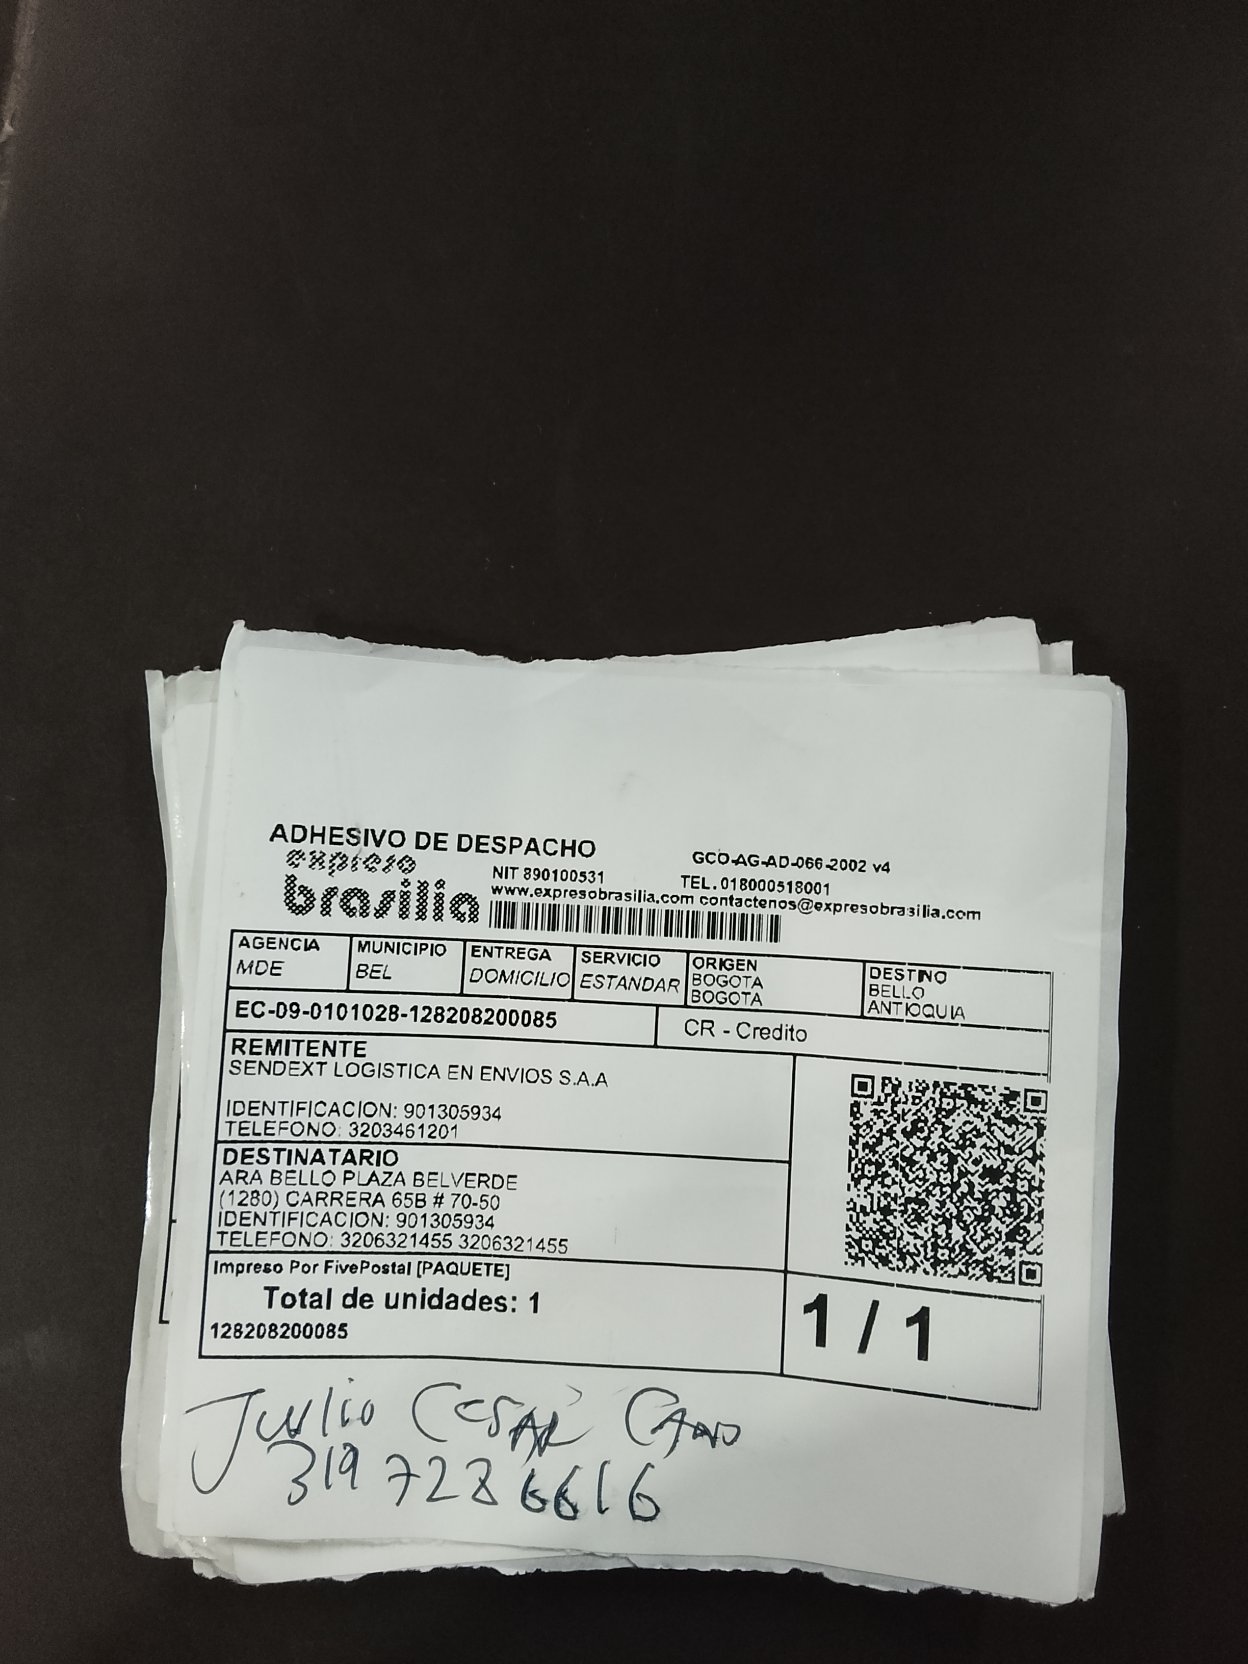 ADHESIVO DE DESPACHO
GCO-AG-AD-066-2002 v4
expreso
brasilia
NIT 890100531
TEL. 018000518001
www.expresobrasilia.com contactenos@expresobrasilia.com
AGENCIA MUNICIPIO ENTREGA SERVICIO ORIGEN DESTINO
MDE BEL DOMICILIO ESTANDAR BOGOTA BELLO
BOGOTA ANTIOQUIA
EC-09-0101028-128208200085 CR - Credito
REMITENTE
SENDEXT LOGISTICA EN ENVIOS S.A.A
IDENTIFICACION: 901305934
TELEFONO: 3203461201
DESTINATARIO
ARA BELLO PLAZA BELVERDE
(1280) CARRERA 65B # 70-50
IDENTIFICACION: 901305934
TELEFONO: 3206321455 3206321455
Impreso Por FivePostal [PAQUETE]
Total de unidades: 1
128208200085
1 / 1
Julio CESAR CANO
319 728 6616